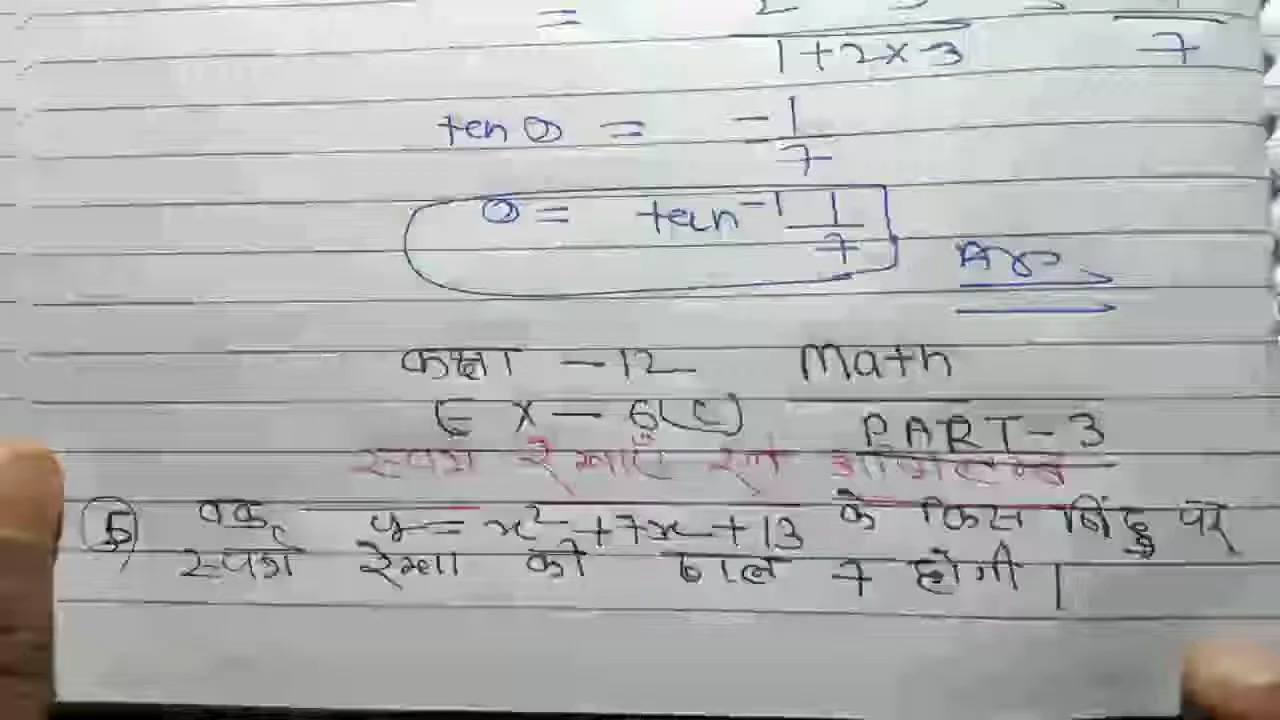 =
1+2×3 7
ten θ = -1/7
θ = tan⁻¹ 1/7 Ans
कक्षा - 12 Math
Ex - 6(C) PART-3
स्पर्श रेखाएँ एवं अभिलम्ब
5 वक्र y = x² + 7x + 13 के किस बिंदु पर
स्पर्श रेखा की ढाल 7 होगी |